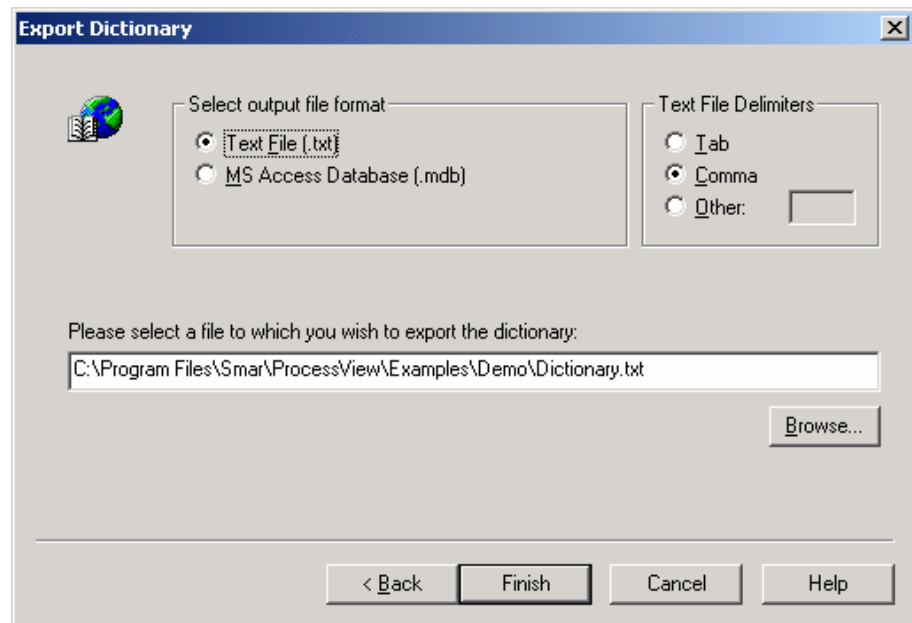 Export Dictionary
Select output file format
Text File (.txt)
MS Access Database (.mdb)
Text File Delimiters
Tab
Comma
Other:
Please select a file to which you wish to export the dictionary:
C:\Program Files\Smar\ProcessView\Examples\Demo\Dictionary.txt
Browse...
< Back
Finish
Cancel
Help